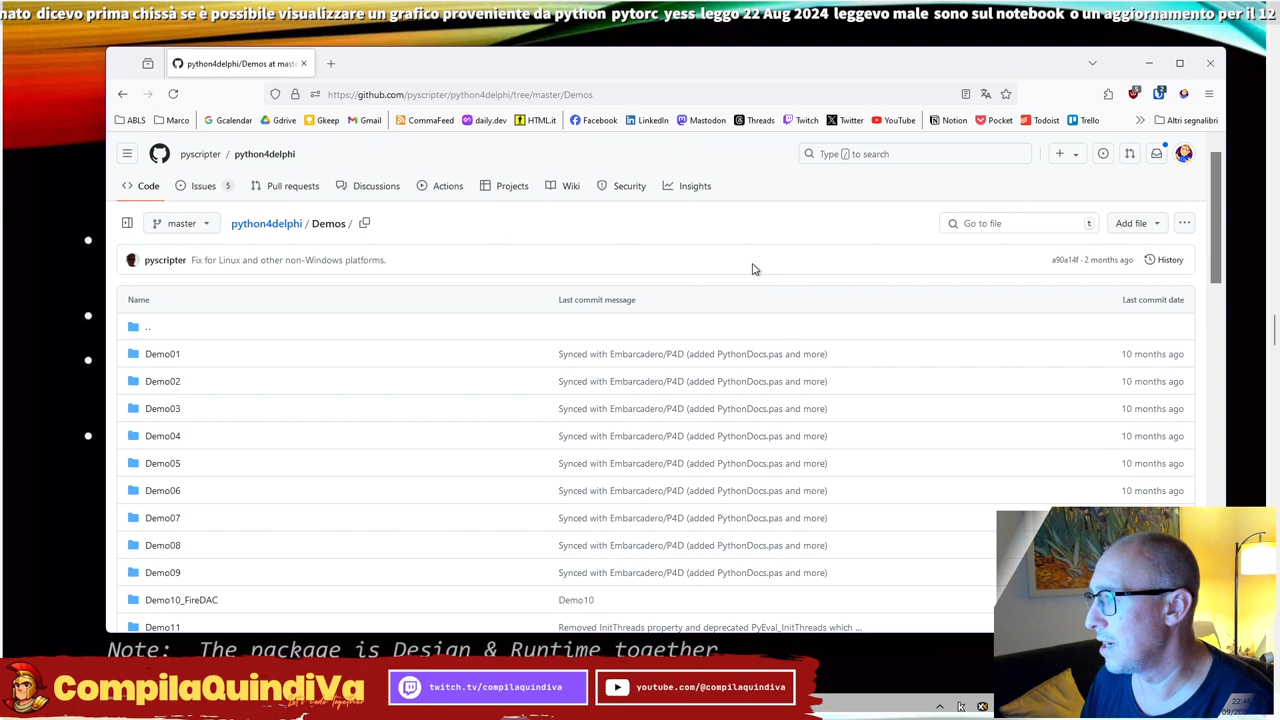 nato dicevo prima chissà se è possibile visualizzare un grafico proveniente da python pytorc yess leggo 22 Aug 2024 leggevo male sono sul notebook o un aggiornamento per il 12
python4delphi/Demos at mast
https://github.com/pyscripter/python4delphi/tree/master/Demos
ABLS Marco Gcalendar Gdrive Gkeep Gmail CommaFeed daily.dev HTML.it Facebook LinkedIn Mastodon Threads Twitch Twitter YouTube Notion Pocket Todoist Trello Altri segnalibri
pyscripter / python4delphi Type / to search
Code Issues 5 Pull requests Discussions Actions Projects Wiki Security Insights
master python4delphi / Demos / Go to file t Add file
pyscripter Fix for Linux and other non-Windows platforms. a90a14f · 2 months ago History
Name Last commit message Last commit date
..
Demo01 Synced with Embarcadero/P4D (added PythonDocs.pas and more) 10 months ago
Demo02 Synced with Embarcadero/P4D (added PythonDocs.pas and more) 10 months ago
Demo03 Synced with Embarcadero/P4D (added PythonDocs.pas and more) 10 months ago
Demo04 Synced with Embarcadero/P4D (added PythonDocs.pas and more) 10 months ago
Demo05 Synced with Embarcadero/P4D (added PythonDocs.pas and more) 10 months ago
Demo06 Synced with Embarcadero/P4D (added PythonDocs.pas and more) 10 months ago
Demo07 Synced with Embarcadero/P4D (added PythonDocs.pas and more)
Demo08 Synced with Embarcadero/P4D (added PythonDocs.pas and more)
Demo09 Synced with Embarcadero/P4D (added PythonDocs.pas and more)
Demo10_FireDAC Demo10
Demo11 Removed InitThreads property and deprecated PyEval_InitThreads which ...
Note: The package is Design & Runtime together
CompilaQuindiVa
Let's code Together
twitch.tv/compilaquindiva
youtube.com/@compilaquindiva